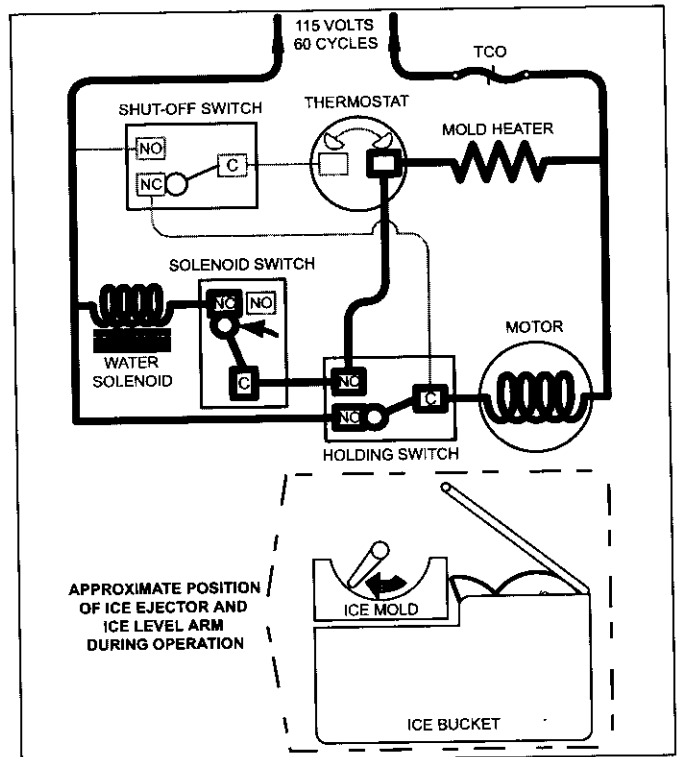 115 VOLTS
60 CYCLES
TCO
SHUT-OFF SWITCH
THERMOSTAT
MOLD HEATER
NO
C
NC
SOLENOID SWITCH
NC NO
MOTOR
WATER
SOLENOID
C
NC
NO
C
HOLDING SWITCH
APPROXIMATE POSITION
OF ICE EJECTOR AND
ICE LEVEL ARM
DURING OPERATION
ICE MOLD
ICE BUCKET